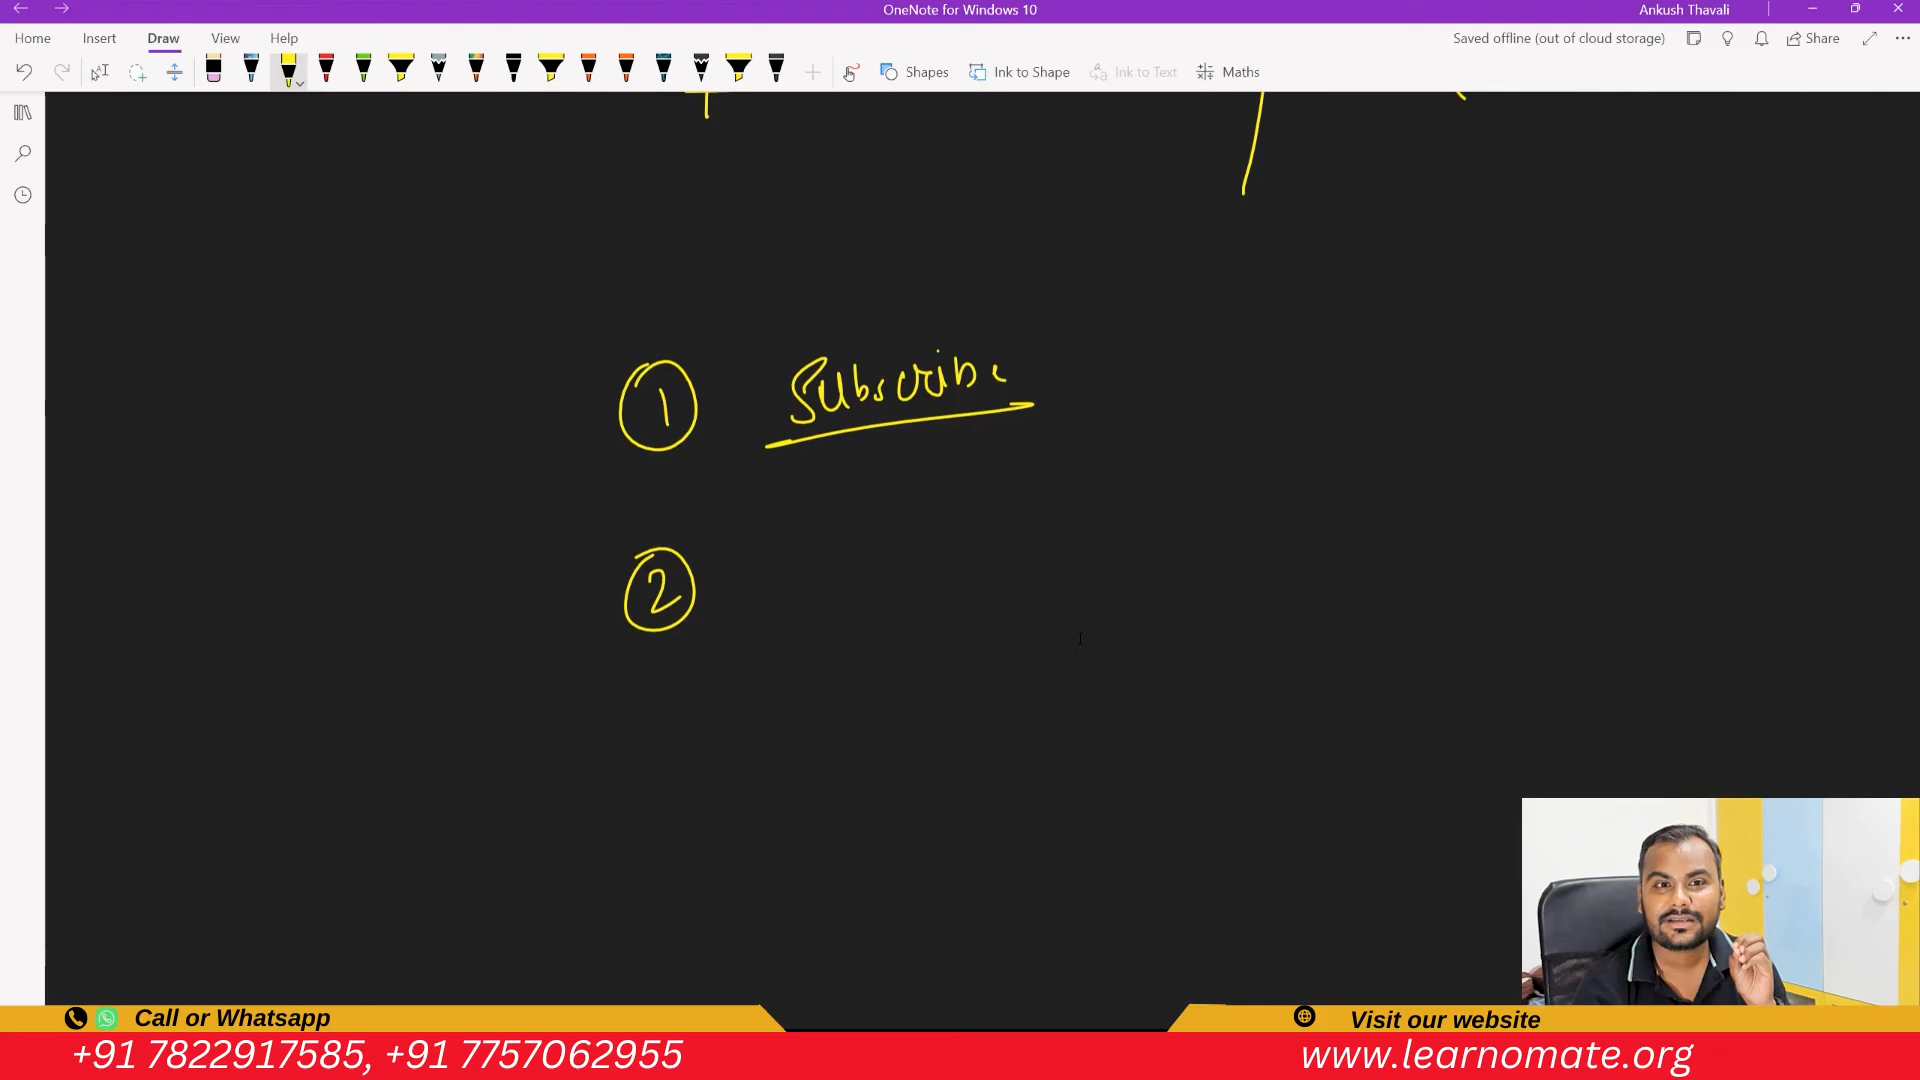 OneNote for Windows 10
Ankush Thavali
Home Insert Draw View Help
Saved offline (out of cloud storage)
Share
Shapes
Ink to Shape
Ink to Text
Maths
1 Subscribe
2
Call or Whatsapp
Visit our website
+91 7822917585, +91 7757062955
www.learnomate.org